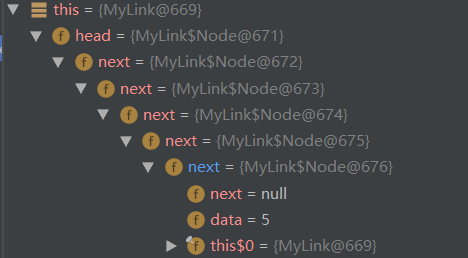 this = {MyLink@669}
f head = {MyLink$Node@671}
f next = {MyLink$Node@672}
f next = {MyLink$Node@673}
f next = {MyLink$Node@674}
f next = {MyLink$Node@675}
f next = {MyLink$Node@676}
f next = null
f data = 5
f this$0 = {MyLink@669}